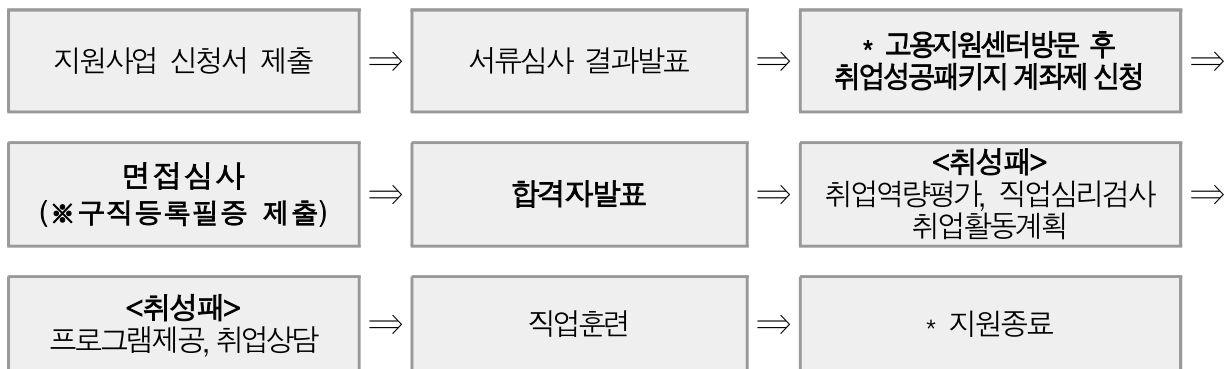 지원사업 신청서 제출 ⇒ 서류심사 결과발표 ⇒ * 고용지원센터방문 후
취업성공패키지 계좌제 신청 ⇒
면접심사
(※구직등록필증 제출) ⇒ 합격자발표 ⇒ <취성패>
취업역량평가, 직업심리검사
취업활동계획 ⇒
<취성패>
프로그램제공, 취업상담 ⇒ 직업훈련 ⇒ * 지원종료